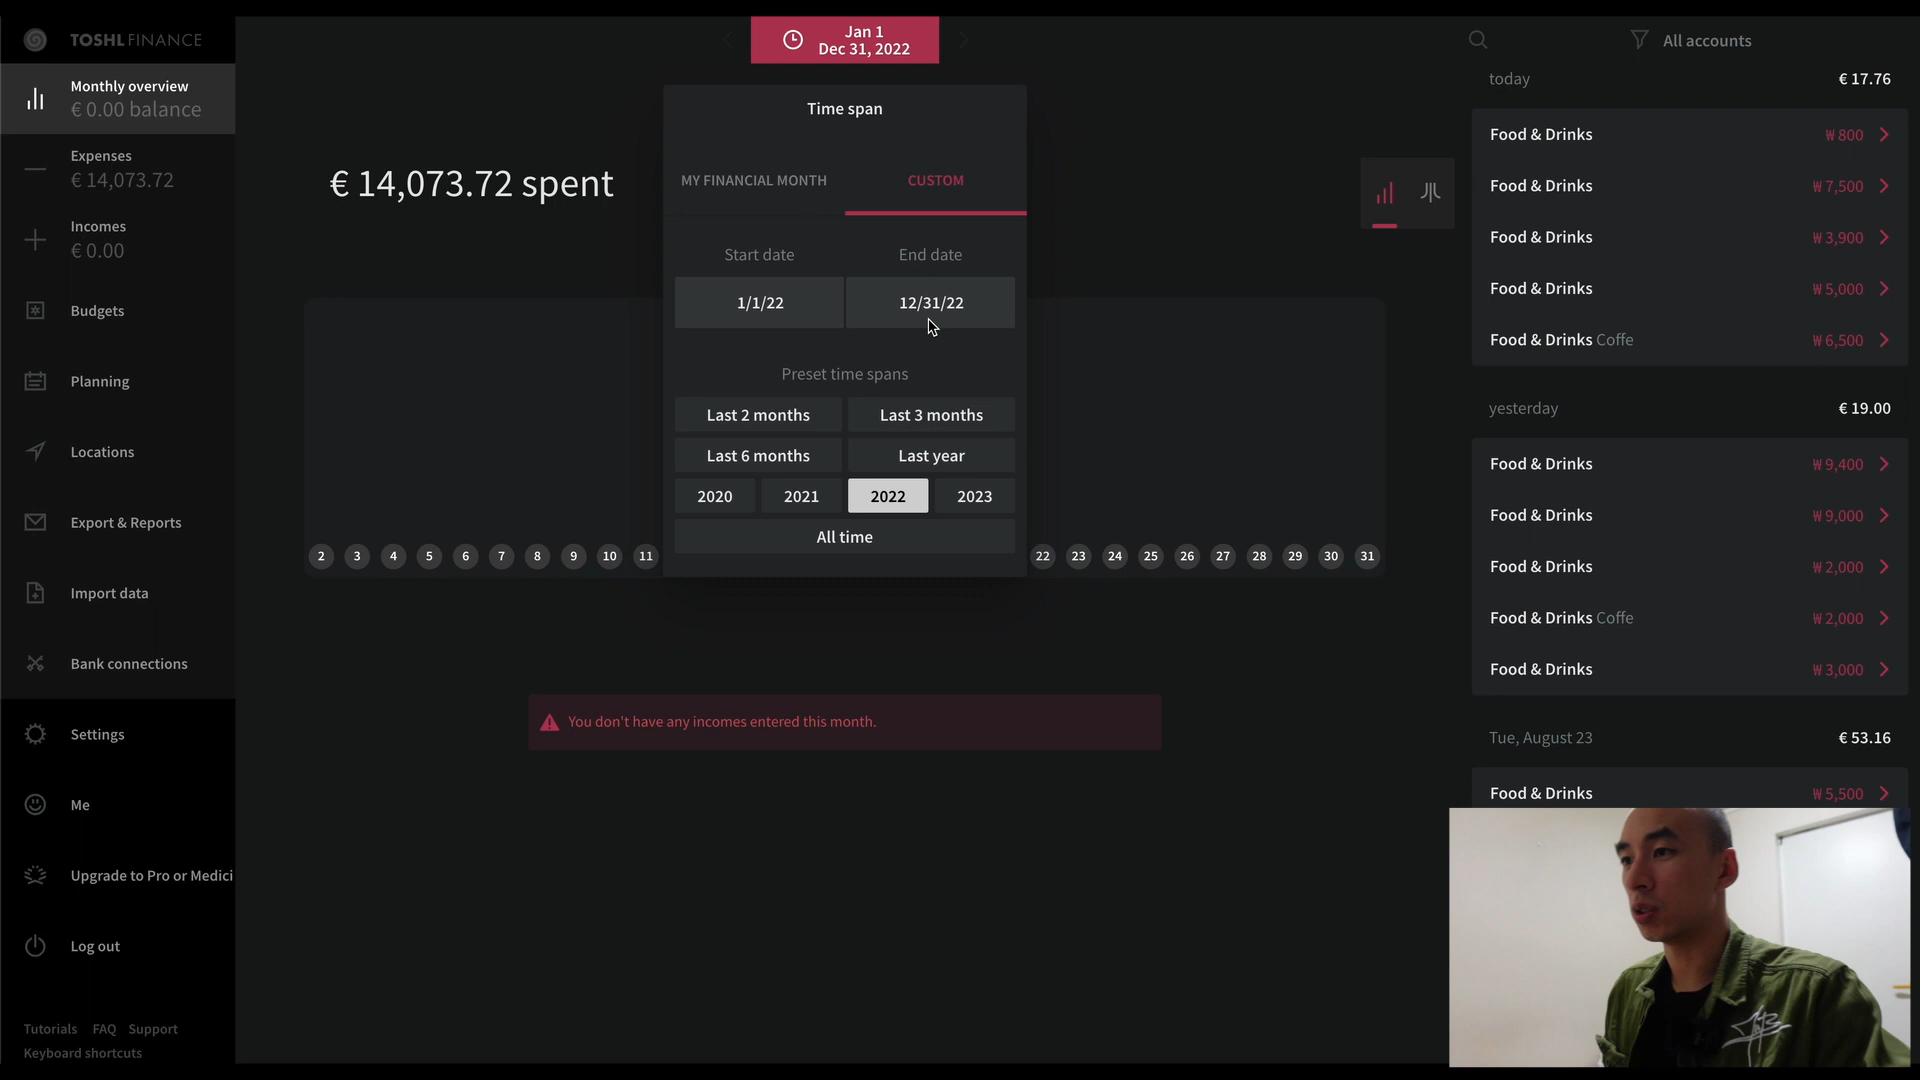 TOSHL FINANCE
Monthly overview
€ 0.00 balance
Expenses
€ 14,073.72
Incomes
€ 0.00
Budgets
Planning
Locations
Export & Reports
Import data
Bank connections
Settings
Me
Upgrade to Pro or Medici
Log out
Tutorials FAQ Support
Keyboard shortcuts
Jan 1
Dec 31, 2022
€ 14,073.72 spent
Time span
MY FINANCIAL MONTH CUSTOM
Start date End date
1/1/22 12/31/22
Preset time spans
Last 2 months Last 3 months
Last 6 months Last year
2020 2021 2022 2023
All time
2 3 4 5 6 7 8 9 10 11 22 23 24 25 26 27 28 29 30 31
You don't have any incomes entered this month.
All accounts
today € 17.76
Food & Drinks ₩ 800
Food & Drinks ₩ 7,500
Food & Drinks ₩ 3,900
Food & Drinks ₩ 5,000
Food & Drinks Coffe ₩ 6,500
yesterday € 19.00
Food & Drinks ₩ 9,400
Food & Drinks ₩ 9,000
Food & Drinks ₩ 2,000
Food & Drinks Coffe ₩ 2,000
Food & Drinks ₩ 3,000
Tue, August 23 € 53.16
Food & Drinks ₩ 5,500